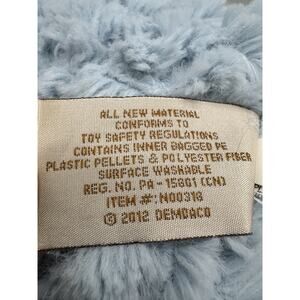 ALL NEW MATERIAL
CONFORMS TO
TOY SAFETY REGULATIONS
CONTAINS INNER BAGGED PE
PLASTIC PELLETS & POLYESTER FIBER
SURFACE WASHABLE
REG. NO. PA - 15861 (CN)
ITEM #: N00318
© 2012 DEMDACO